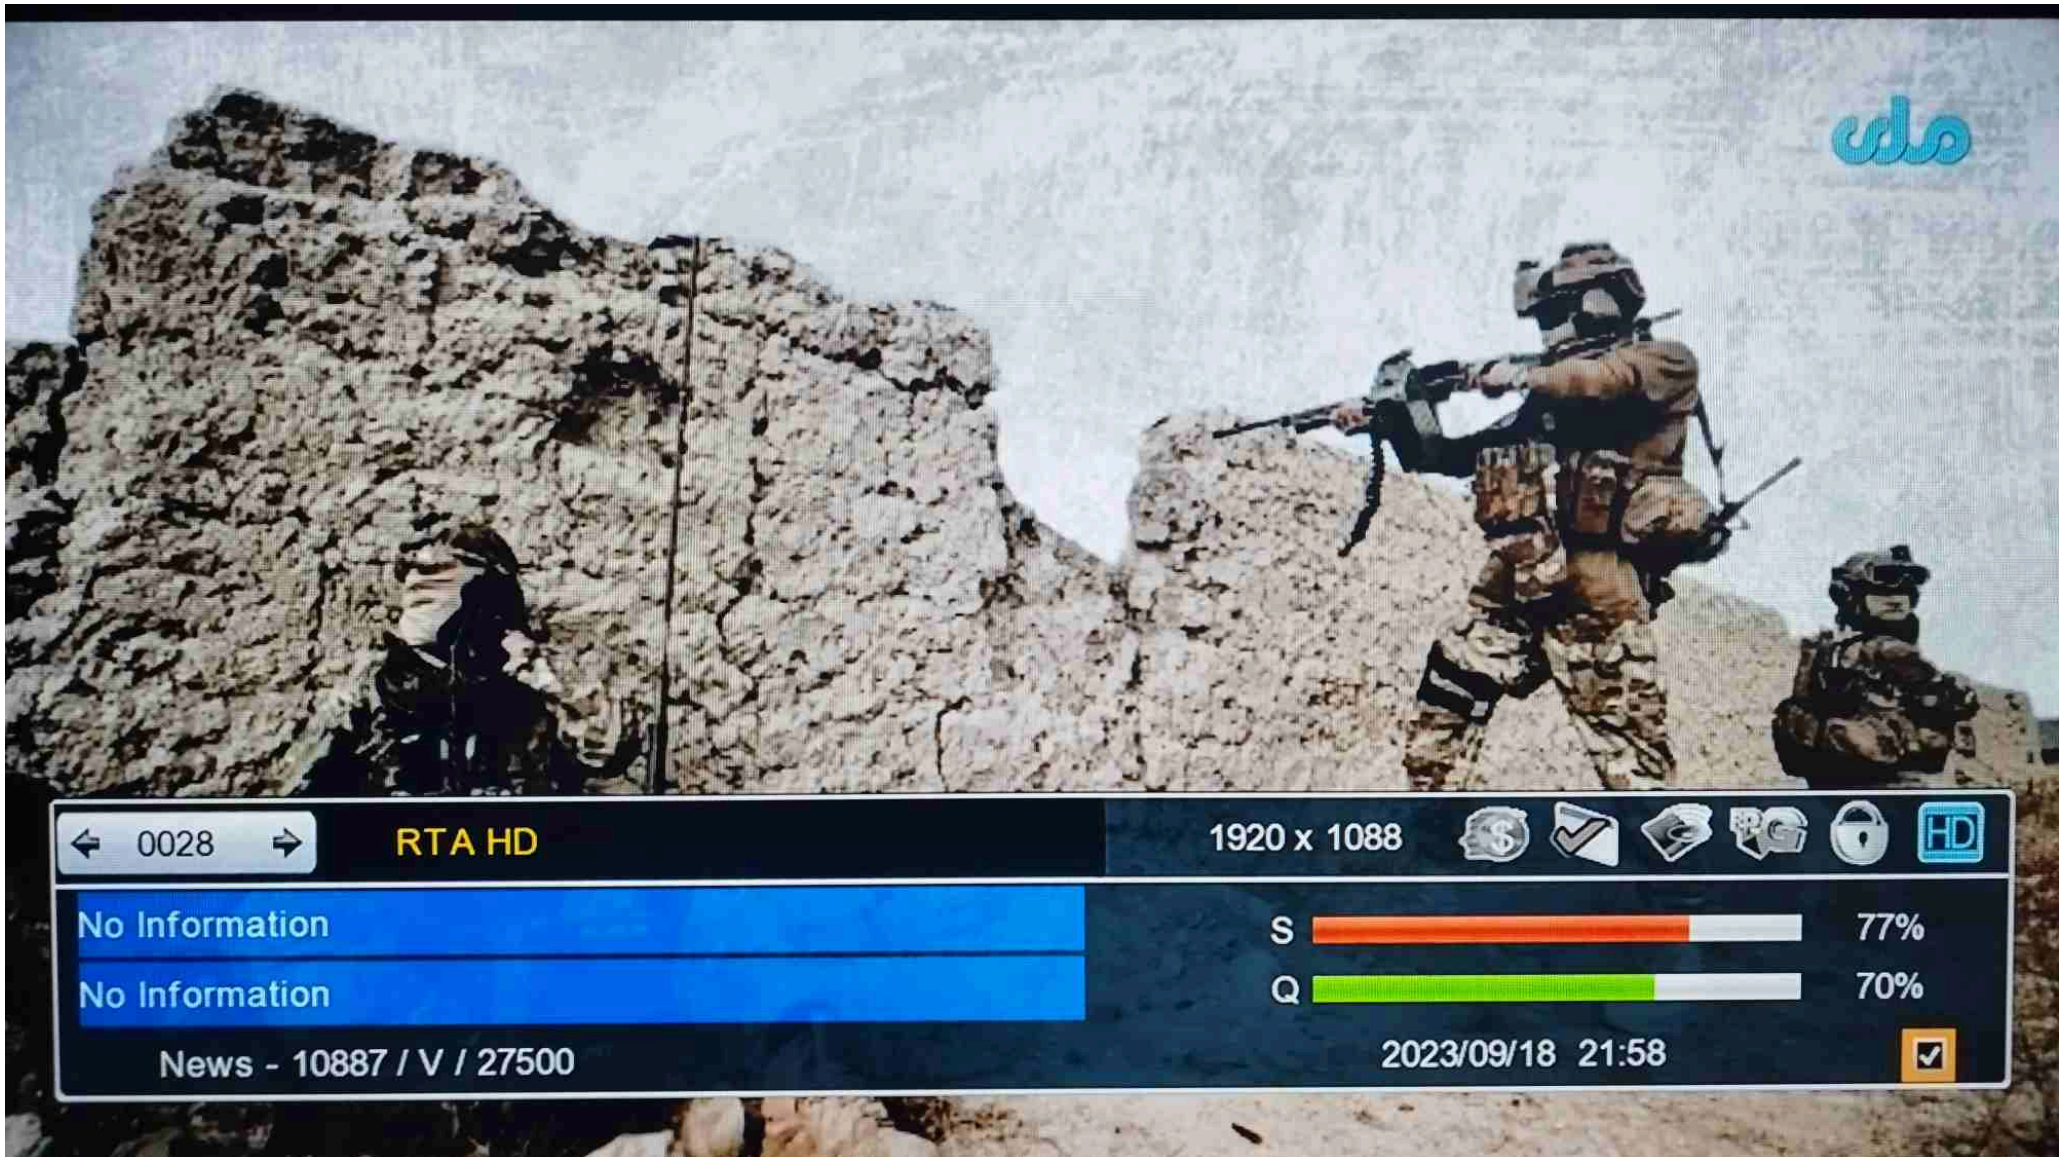 ملی
0028 RTA HD 1920 x 1088 HD
No Information
S 77%
No Information
Q 70%
News - 10887 / V / 27500 2023/09/18 21:58